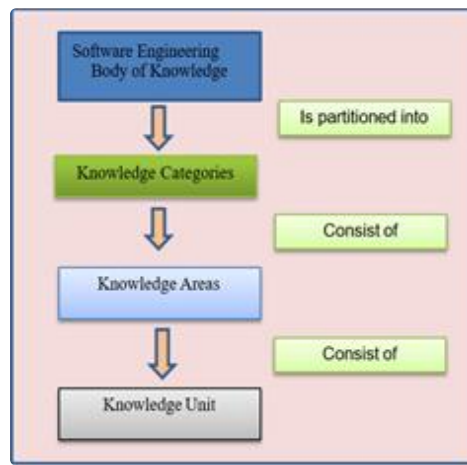 Software Engineering
Body of Knowledge
Is partitioned into
Knowledge Categories
Consist of
Knowledge Areas
Consist of
Knowledge Unit